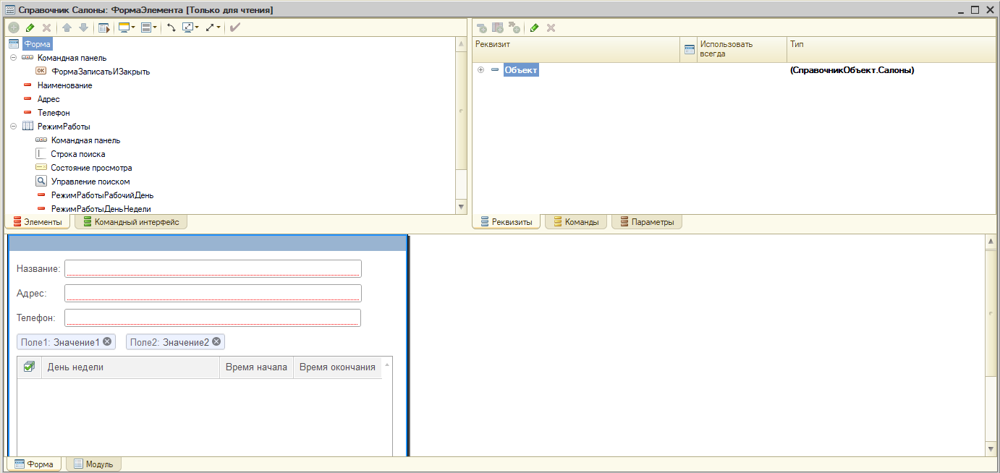 Справочник Салоны: ФормаЭлемента [Только для чтения]
Форма
Командная панель
OK ФормаЗаписатьИЗакрыть
Наименование
Адрес
Телефон
РежимРаботы
Командная панель
Строка поиска
Состояние просмотра
Управление поиском
РежимРаботыРабочийДень
РежимРаботыДеньНедели
Элементы
Командный интерфейс
Реквизит
Использовать
всегда
Тип
Объект
(СправочникОбъект.Салоны)
Реквизиты
Команды
Параметры
Название:
Адрес:
Телефон:
Поле1: Значение1
Поле2: Значение2
День недели
Время начала
Время окончания
Форма
Модуль